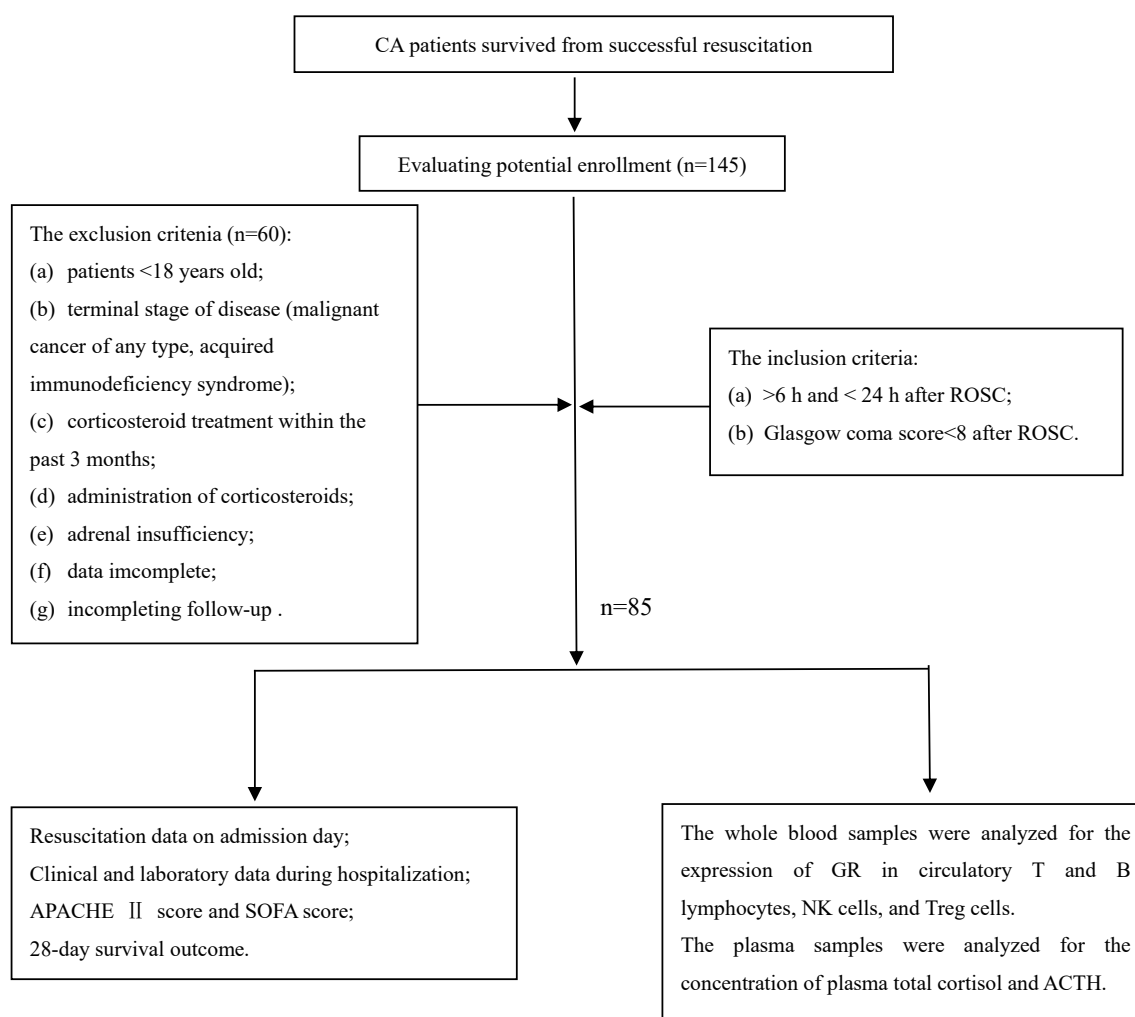 CA patients survived from successful resuscitation
Evaluating potential enrollment (n=145)
The exclusion critenia (n=60):
(a) patients <18 years old;
(b) terminal stage of disease (malignant
cancer of any type, acquired
immunodeficiency syndrome);
(c) corticosteroid treatment within the
past 3 months;
(d) administration of corticosteroids;
(e) adrenal insufficiency;
(f) data imcomplete;
(g) incompleting follow-up .
The inclusion criteria:
(a) >6 h and < 24 h after ROSC;
(b) Glasgow coma score<8 after ROSC.
n=85
Resuscitation data on admission day;
Clinical and laboratory data during hospitalization;
APACHE Ⅱ score and SOFA score;
28-day survival outcome.
The whole blood samples were analyzed for the
expression of GR in circulatory T and B
lymphocytes, NK cells, and Treg cells.
The plasma samples were analyzed for the
concentration of plasma total cortisol and ACTH.